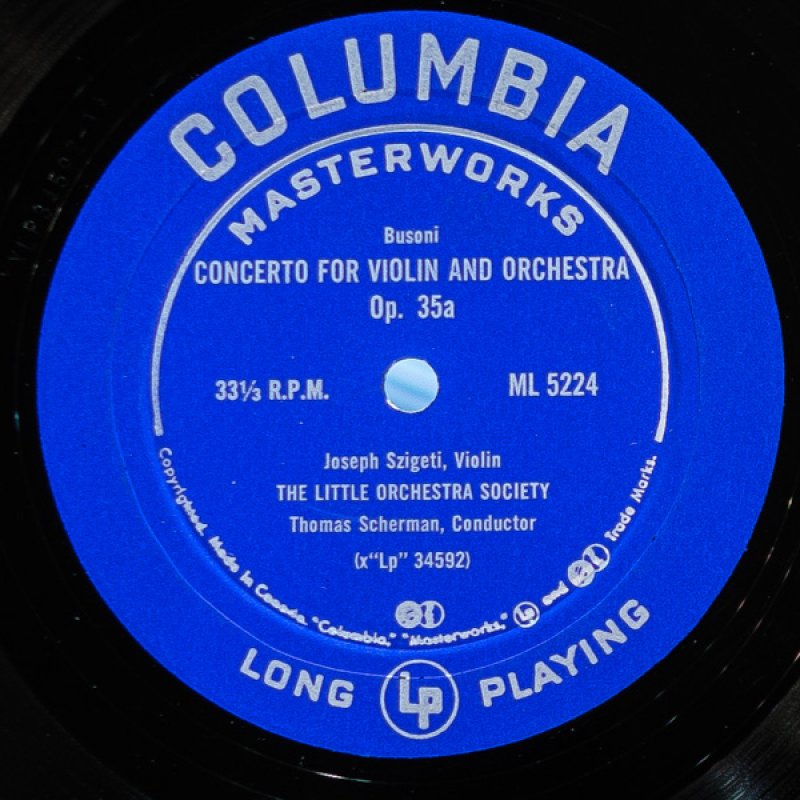 COLUMBIA
MASTERWORKS
Busoni
CONCERTO FOR VIOLIN AND ORCHESTRA
Op. 35a
33⅓ R.P.M.
ML 5224
Joseph Szigeti, Violin
THE LITTLE ORCHESTRA SOCIETY
Thomas Scherman, Conductor
(x“Lp” 34592)
Copyrighted. Made in Canada. “Columbia,” “Masterworks,” Lp and Trade Marks.
LONG LP PLAYING